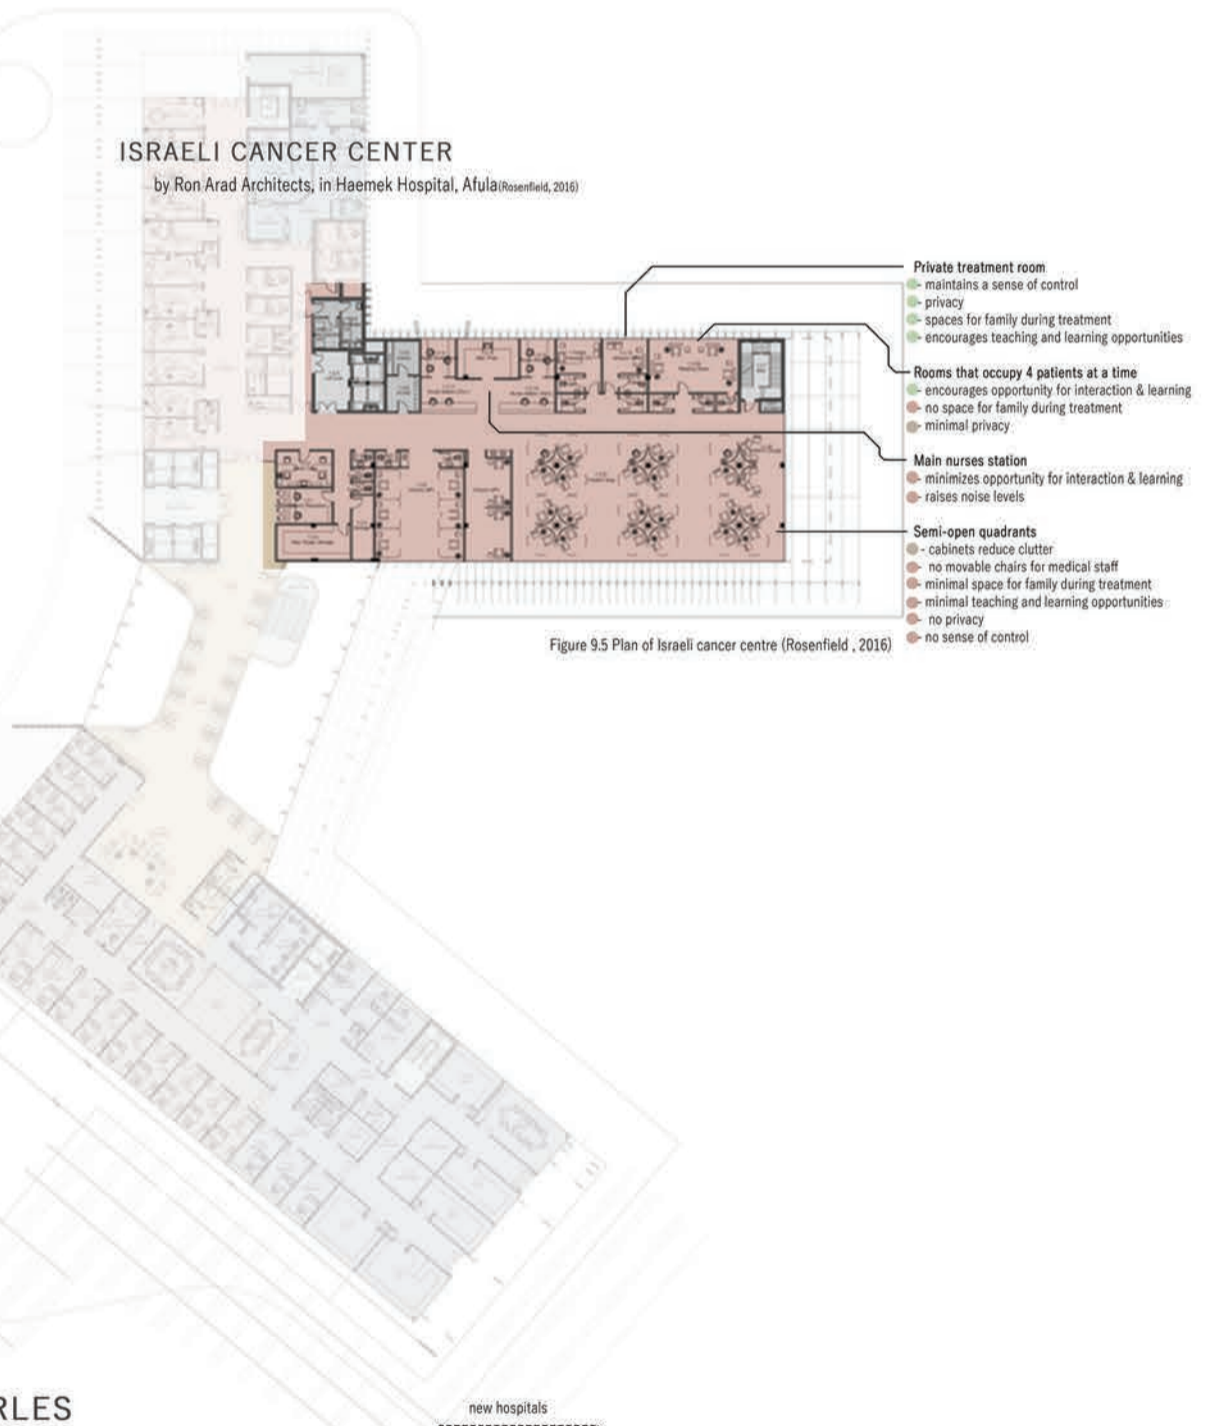 ISRAELI CANCER CENTER
by Ron Arad Architects, in Haemek Hospital, Afula(Rosenfield, 2016)
Private treatment room
- maintains a sense of control
- privacy
- spaces for family during treatment
- encourages teaching and learning opportunities
Rooms that occupy 4 patients at a time
- encourages opportunity for interaction & learning
- no space for family during treatment
- minimal privacy
Main nurses station
- minimizes opportunity for interaction & learning
- raises noise levels
Semi-open quadrants
- cabinets reduce clutter
- no movable chairs for medical staff
- minimal space for family during treatment
- minimal teaching and learning opportunities
- no privacy
- no sense of control
Figure 9.5 Plan of Israeli cancer centre (Rosenfield , 2016)
RLES
new hospitals